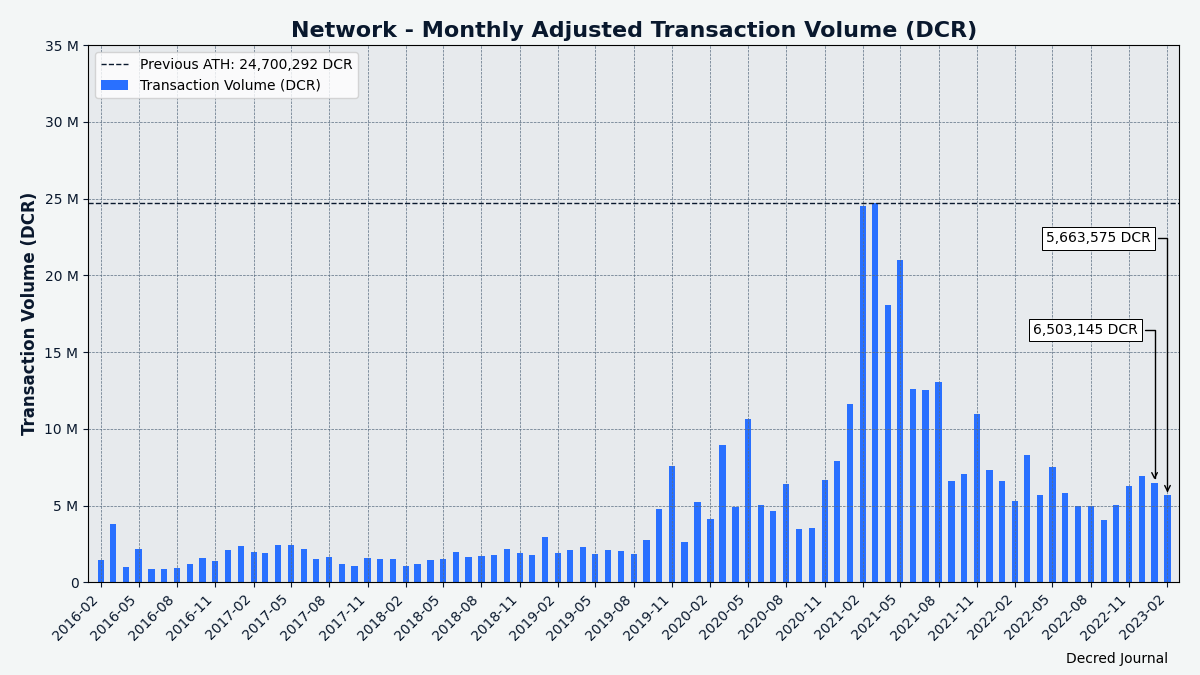 Network - Monthly Adjusted Transaction Volume (DCR)
Previous ATH: 24,700,292 DCR
Transaction Volume (DCR)
Transaction Volume (DCR)
35 M
30 M
25 M
20 M
15 M
10 M
5 M
0
5,663,575 DCR
6,503,145 DCR
2016-02
2016-05
2016-08
2016-11
2017-02
2017-05
2017-08
2017-11
2018-02
2018-05
2018-08
2018-11
2019-02
2019-05
2019-08
2019-11
2020-02
2020-05
2020-08
2020-11
2021-02
2021-05
2021-08
2021-11
2022-02
2022-05
2022-08
2022-11
2023-02
Decred Journal